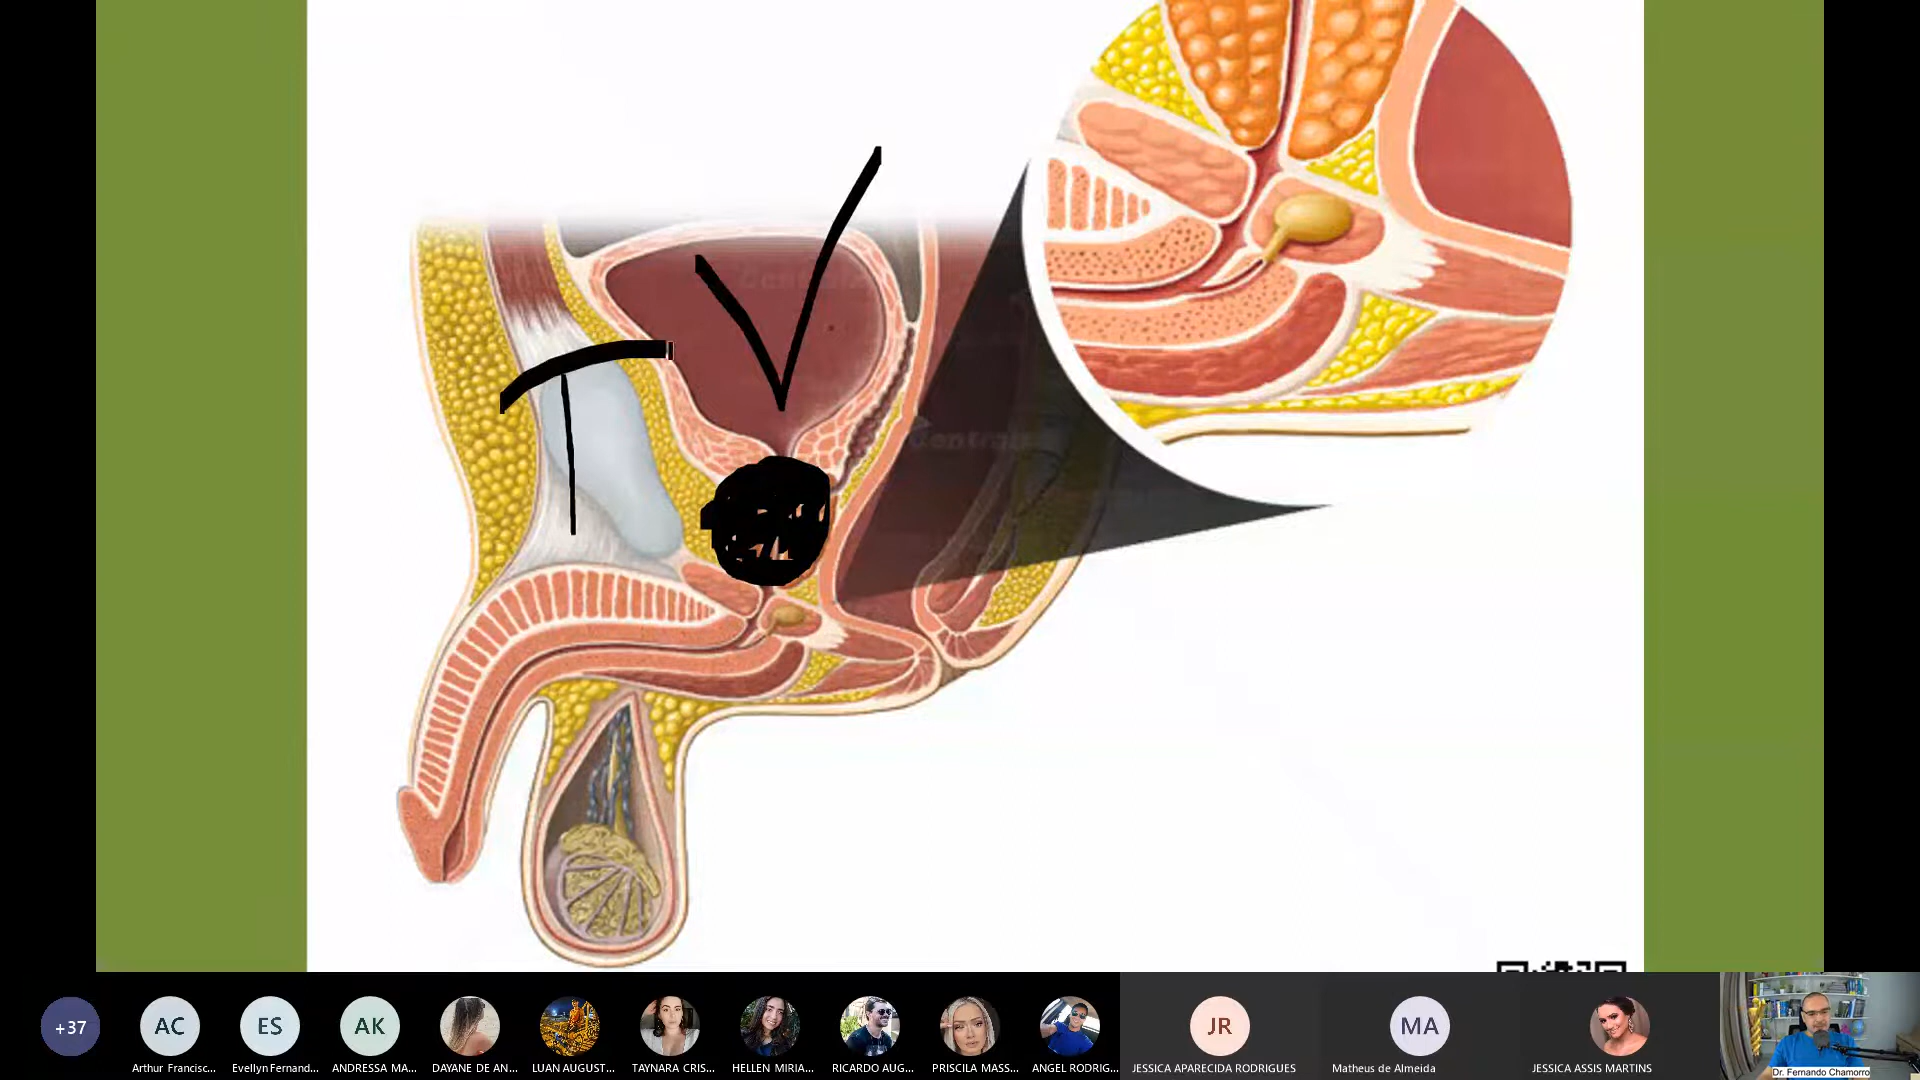 Central
+37
AC
ES
AK
JR
MA
Arthur Francisc...
Evellyn Fernand...
ANDRESSA MA...
DAYANE DE AN...
LUAN AUGUST...
TAYNARA CRIS...
HELLEN MIRIA...
RICARDO AUG...
PRISCILA MASS...
ANGEL RODRIG...
JESSICA APARECIDA RODRIGUES
Matheus de Almeida
JESSICA ASSIS MARTINS
Dr. Fernando Chamorro